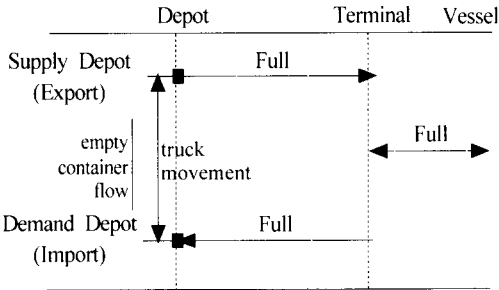 Depot Terminal Vessel
Supply Depot
(Export)
Full
Full
empty
container
flow
truck
movement
Demand Depot
(Import)
Full